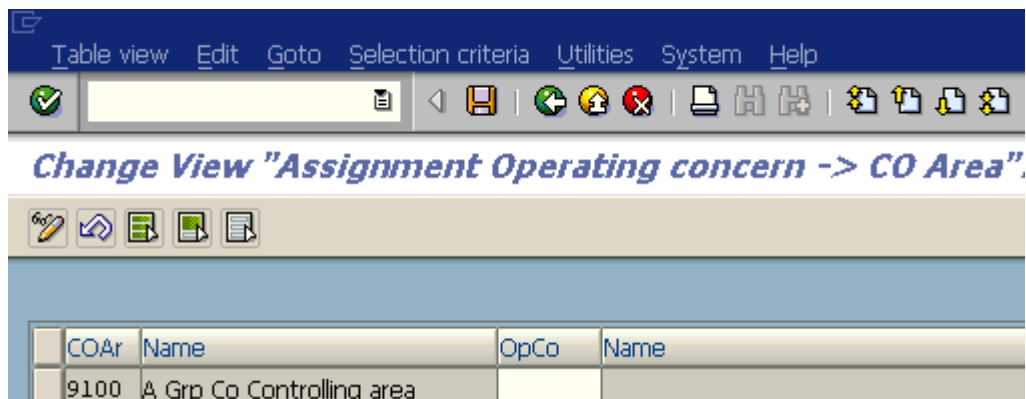 Table view Edit Goto Selection criteria Utilities System Help
Change View "Assignment Operating concern -> CO Area":
COAr Name OpCo Name
9100 A Grp Co Controlling area